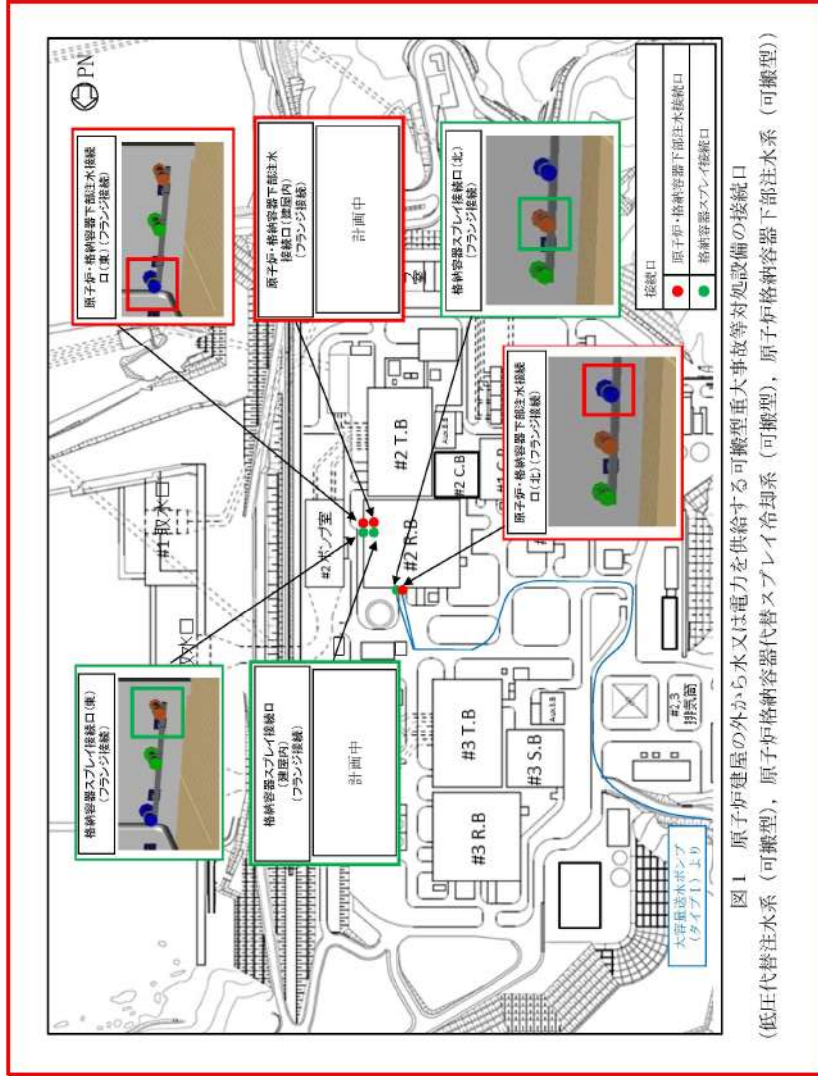 PN
原子炉・格納容器下部注水接続
口(東)(フランジ接続)
原子炉・格納容器下部注水
接続口(建屋内)
(フランジ接続)
計画中
格納容器スプレイ接続口(北)
(フランジ接続)
原子炉・格納容器下部注水接続
口(北)(フランジ接続)
格納容器スプレイ接続口(東)
(フランジ接続)
格納容器スプレイ接続口
(建屋内)
(フランジ接続)
計画中
接続口
原子炉・格納容器下部注水接続口
格納容器スプレイ接続口
#1 取水口
取水口
#2 ポンプ室
プ室
#2 T.B
Aux.B.B
#2 C.B
#1 C.B
#2 R.B
#3 T.B
Aux.B.B
#3 S.B
#3 R.B
#2,3
排気筒
大容量送水ポンプ
(タイプⅠ)より
図1 原子炉建屋の外から水又は電力を供給する可搬型重大事故等対処設備の接続口
(低圧代替注水系(可搬型),原子炉格納容器代替スプレイ冷却系(可搬型),原子炉格納容器下部注水系(可搬型))